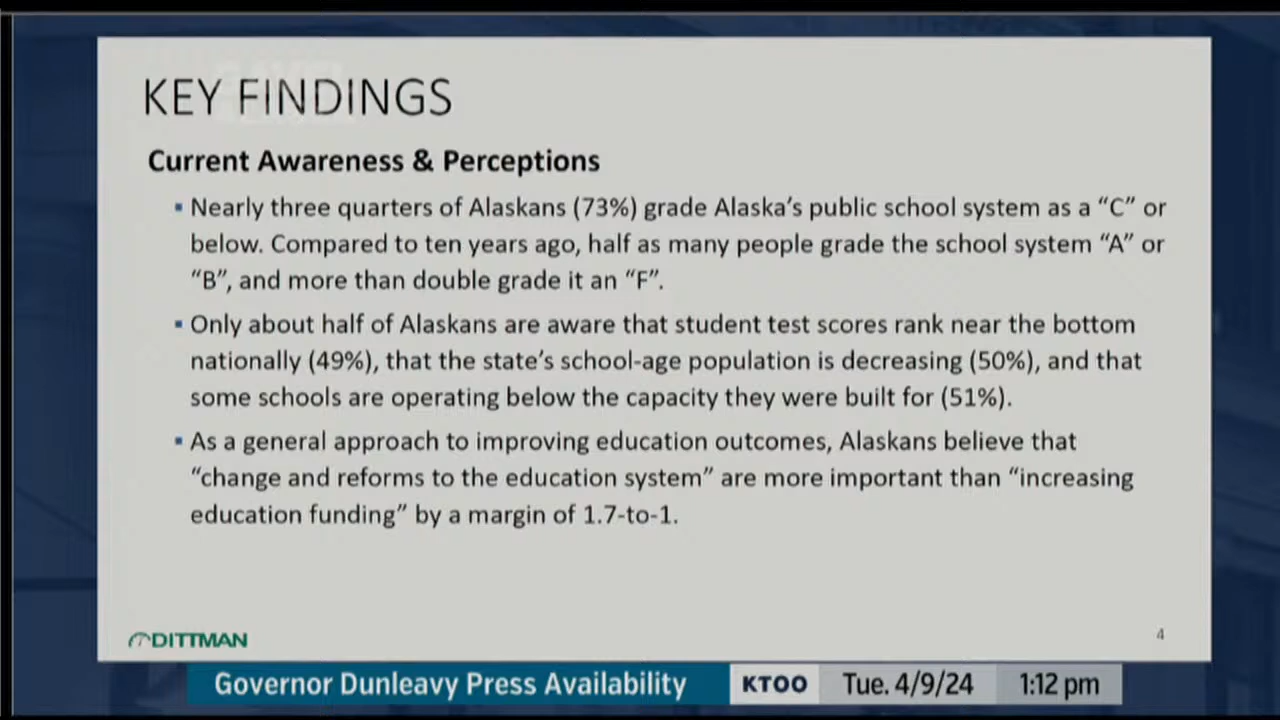 KEY FINDINGS
Current Awareness & Perceptions
▪ Nearly three quarters of Alaskans (73%) grade Alaska's public school system as a “C” or
below. Compared to ten years ago, half as many people grade the school system “A” or
“B”, and more than double grade it an “F”.
▪ Only about half of Alaskans are aware that student test scores rank near the bottom
nationally (49%), that the state's school-age population is decreasing (50%), and that
some schools are operating below the capacity they were built for (51%).
▪ As a general approach to improving education outcomes, Alaskans believe that
“change and reforms to the education system” are more important than “increasing
education funding” by a margin of 1.7-to-1.
DITTMAN
4
Governor Dunleavy Press Availability KTOO Tue. 4/9/24 1:12 pm